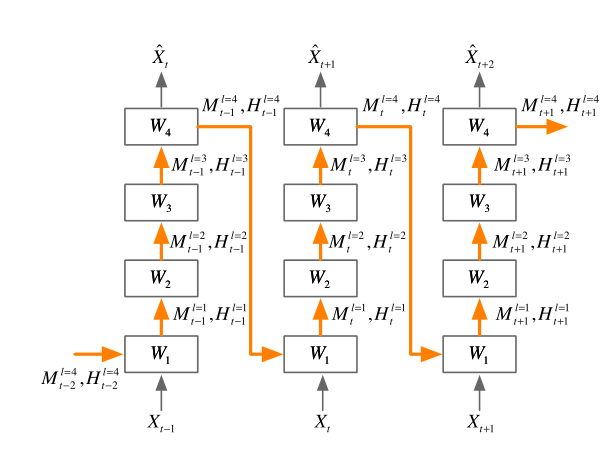 X̂_t X̂_{t+1} X̂_{t+2}
M_{t-1}^{l=4}, H_{t-1}^{l=4} M_t^{l=4}, H_t^{l=4} M_{t+1}^{l=4}, H_{t+1}^{l=4}
W_4 W_4 W_4
M_{t-1}^{l=3}, H_{t-1}^{l=3} M_t^{l=3}, H_t^{l=3} M_{t+1}^{l=3}, H_{t+1}^{l=3}
W_3 W_3 W_3
M_{t-1}^{l=2}, H_{t-1}^{l=2} M_t^{l=2}, H_t^{l=2} M_{t+1}^{l=2}, H_{t+1}^{l=2}
W_2 W_2 W_2
M_{t-1}^{l=1}, H_{t-1}^{l=1} M_t^{l=1}, H_t^{l=1} M_{t+1}^{l=1}, H_{t+1}^{l=1}
W_1 W_1 W_1
M_{t-2}^{l=4}, H_{t-2}^{l=4}
X_{t-1} X_t X_{t+1}